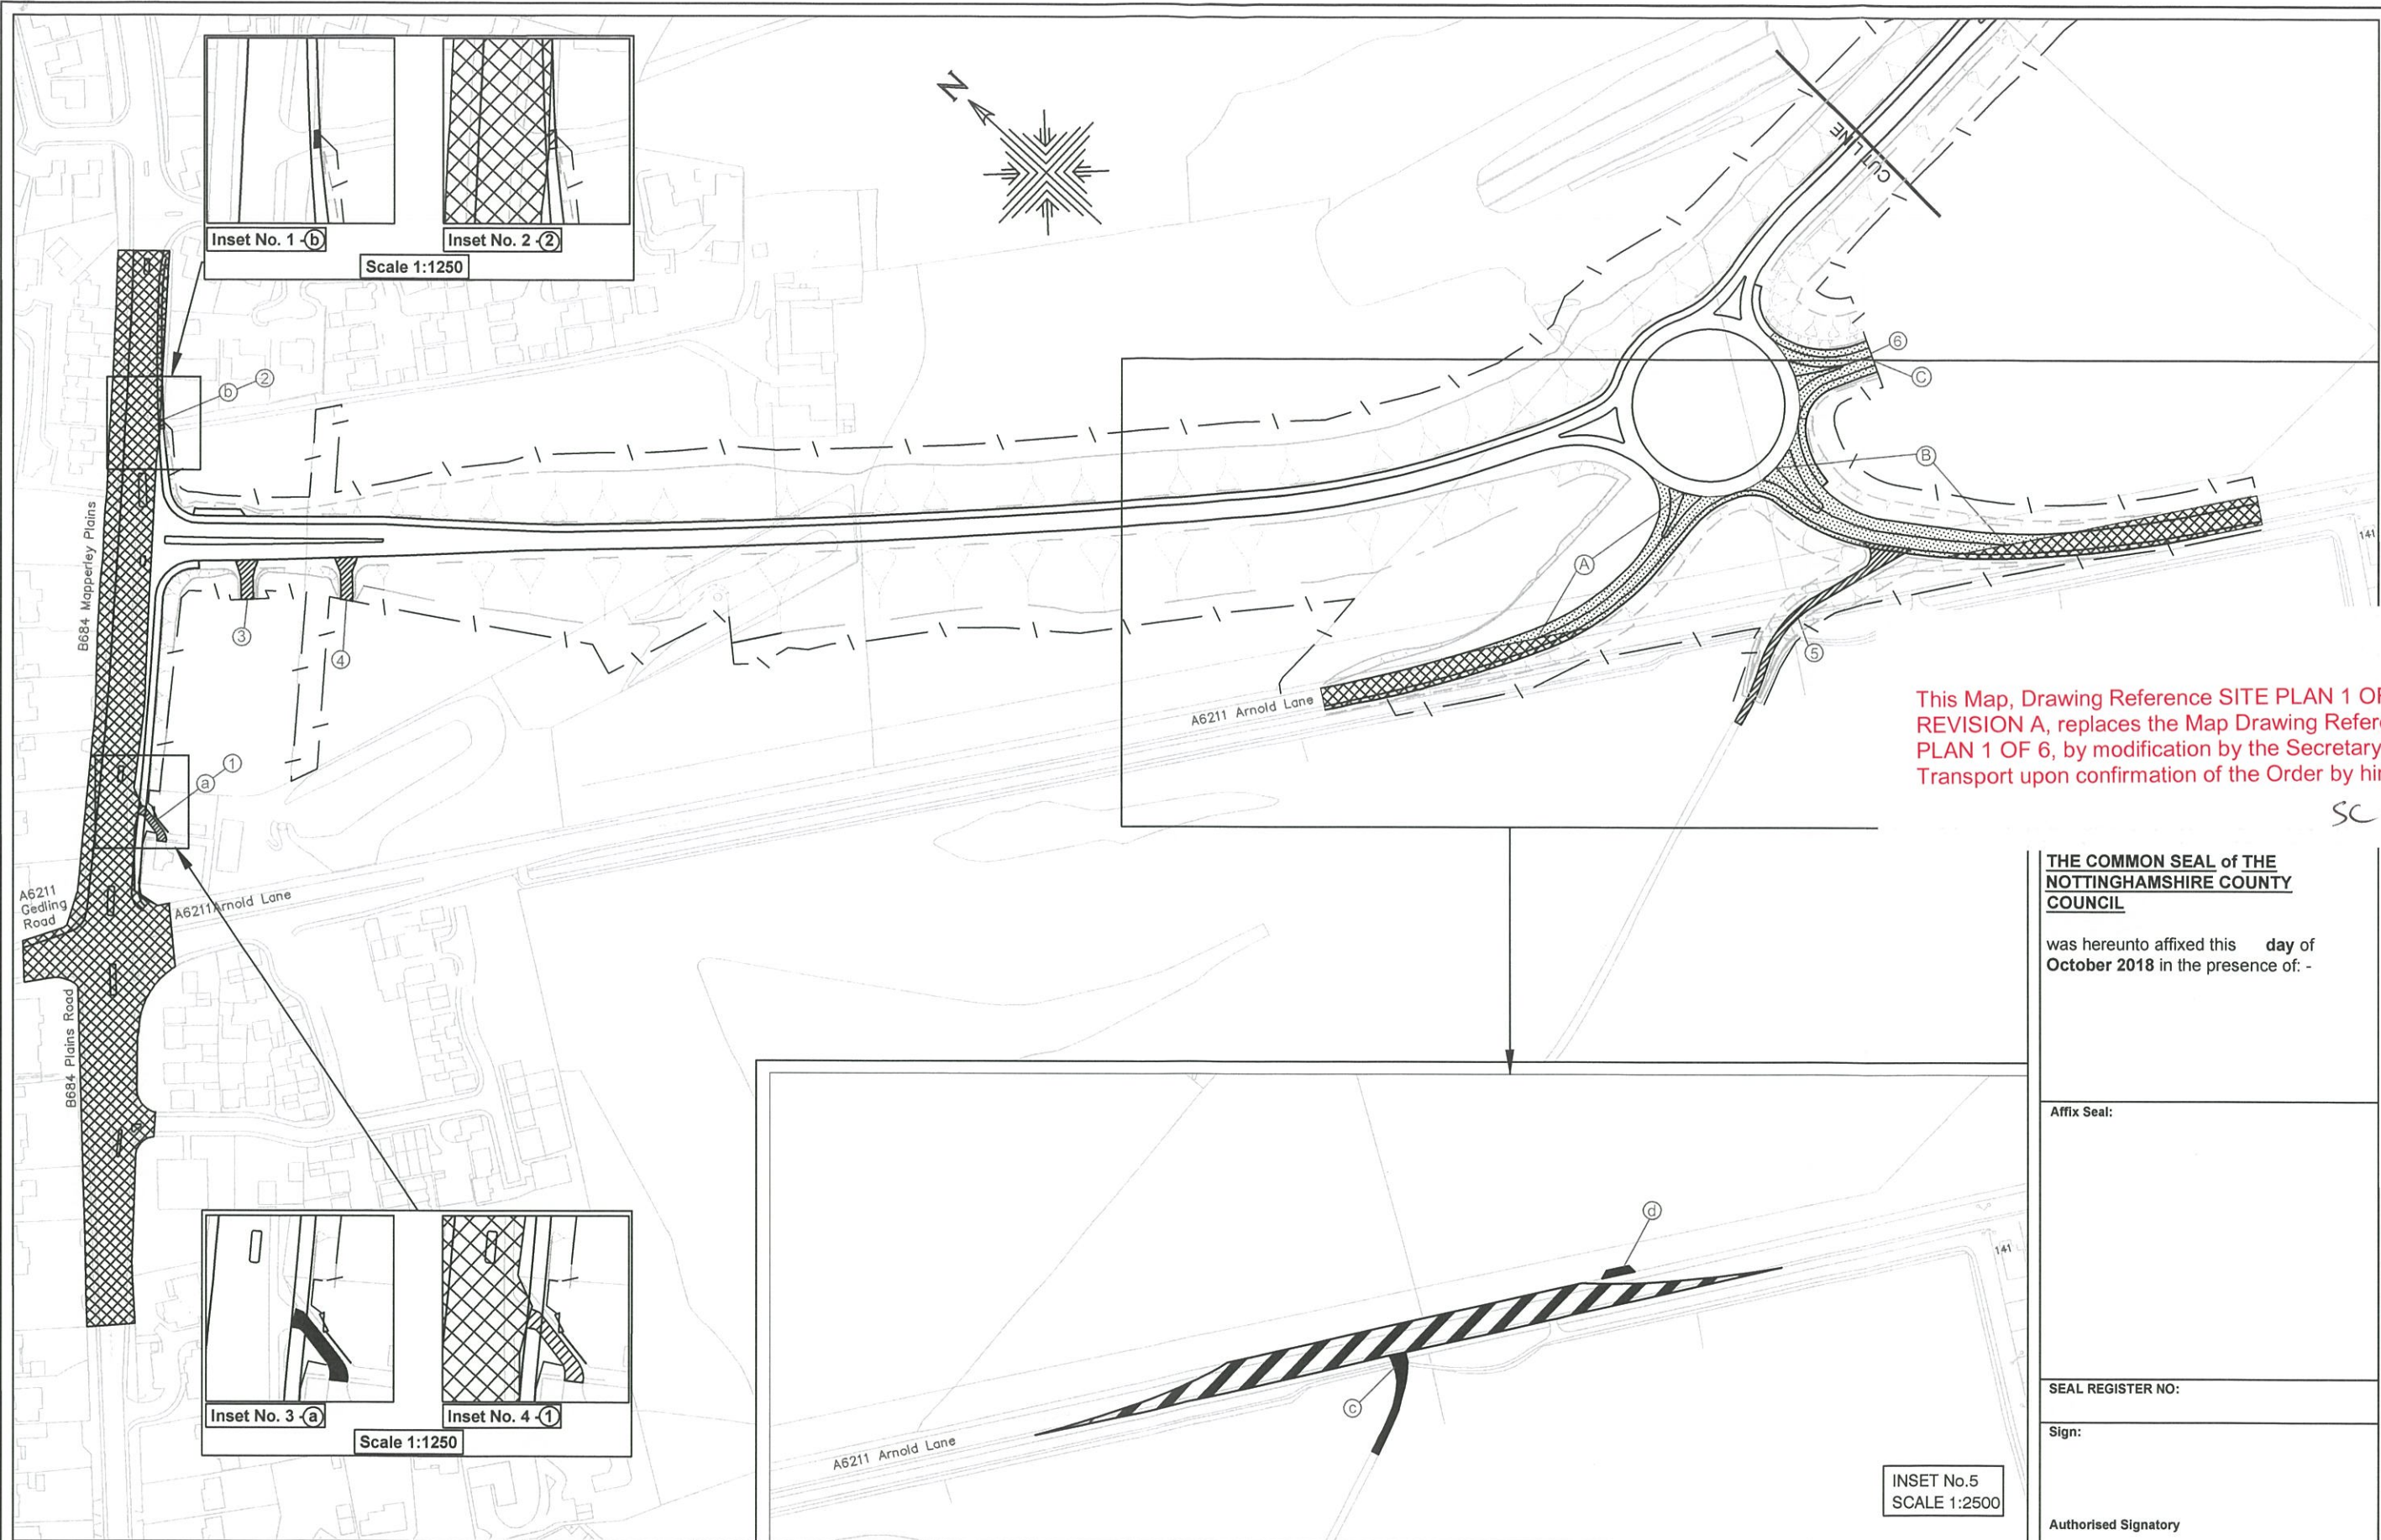 Inset No. 1 - b
Inset No. 2 - 2
Scale 1:1250
N
CUT LINE
6
C
b
2
B
B684 Mapperley Plains
A
3
4
5
141
A6211 Arnold Lane
This Map, Drawing Reference SITE PLAN 1 OF
REVISION A, replaces the Map Drawing Refer
PLAN 1 OF 6, by modification by the Secretary
Transport upon confirmation of the Order by hi
SC
a
1
A6211
Gedling
Road
A6211 Arnold Lane
B684 Plains Road
THE COMMON SEAL of THE
NOTTINGHAMSHIRE COUNTY
COUNCIL
was hereunto affixed this day of
October 2018 in the presence of: -
Affix Seal:
SEAL REGISTER NO:
Sign:
Authorised Signatory
Inset No. 3 - a
Inset No. 4 - 1
Scale 1:1250
d
c
141
A6211 Arnold Lane
INSET No.5
SCALE 1:2500